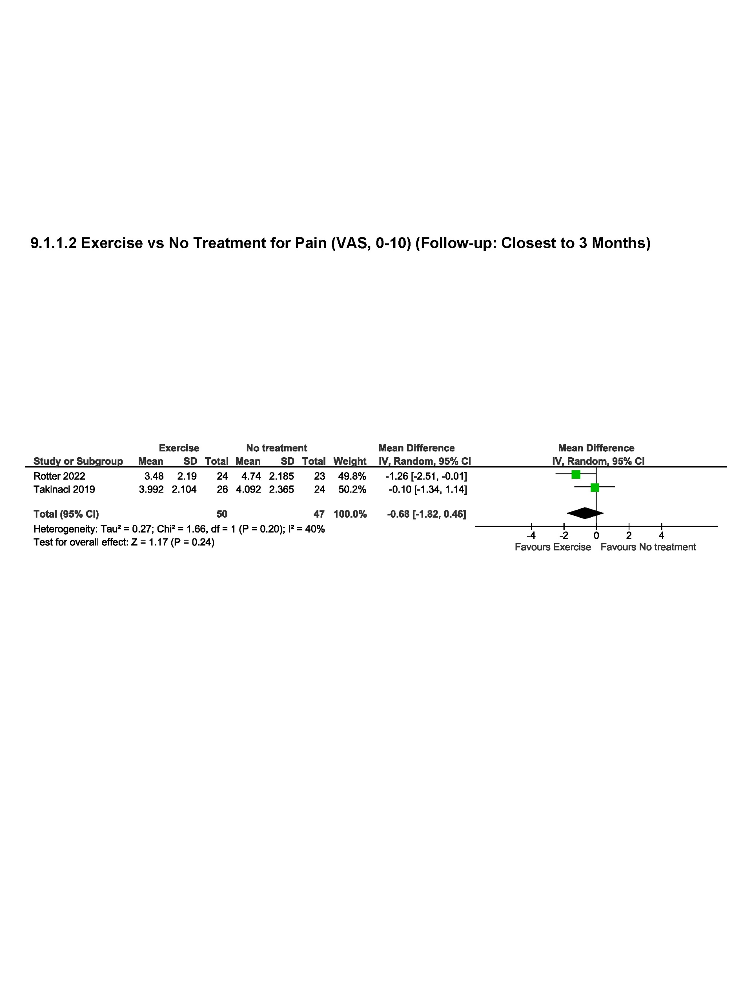 9.1.1.2 Exercise vs No Treatment for Pain (VAS, 0-10) (Follow-up: Closest to 3 Months)
Exercise No treatment Mean Difference Mean Difference
Study or Subgroup Mean SD Total Mean SD Total Weight IV, Random, 95% CI IV, Random, 95% CI
Rotter 2022 3.48 2.19 24 4.74 2.185 23 49.8% -1.26 [-2.51, -0.01]
Takinaci 2019 3.992 2.104 26 4.092 2.365 24 50.2% -0.10 [-1.34, 1.14]
Total (95% CI) 50 47 100.0% -0.68 [-1.82, 0.46]
Heterogeneity: Tau² = 0.27; Chi² = 1.66, df = 1 (P = 0.20); I² = 40%
Test for overall effect: Z = 1.17 (P = 0.24)
-4 -2 0 2 4
Favours Exercise Favours No treatment